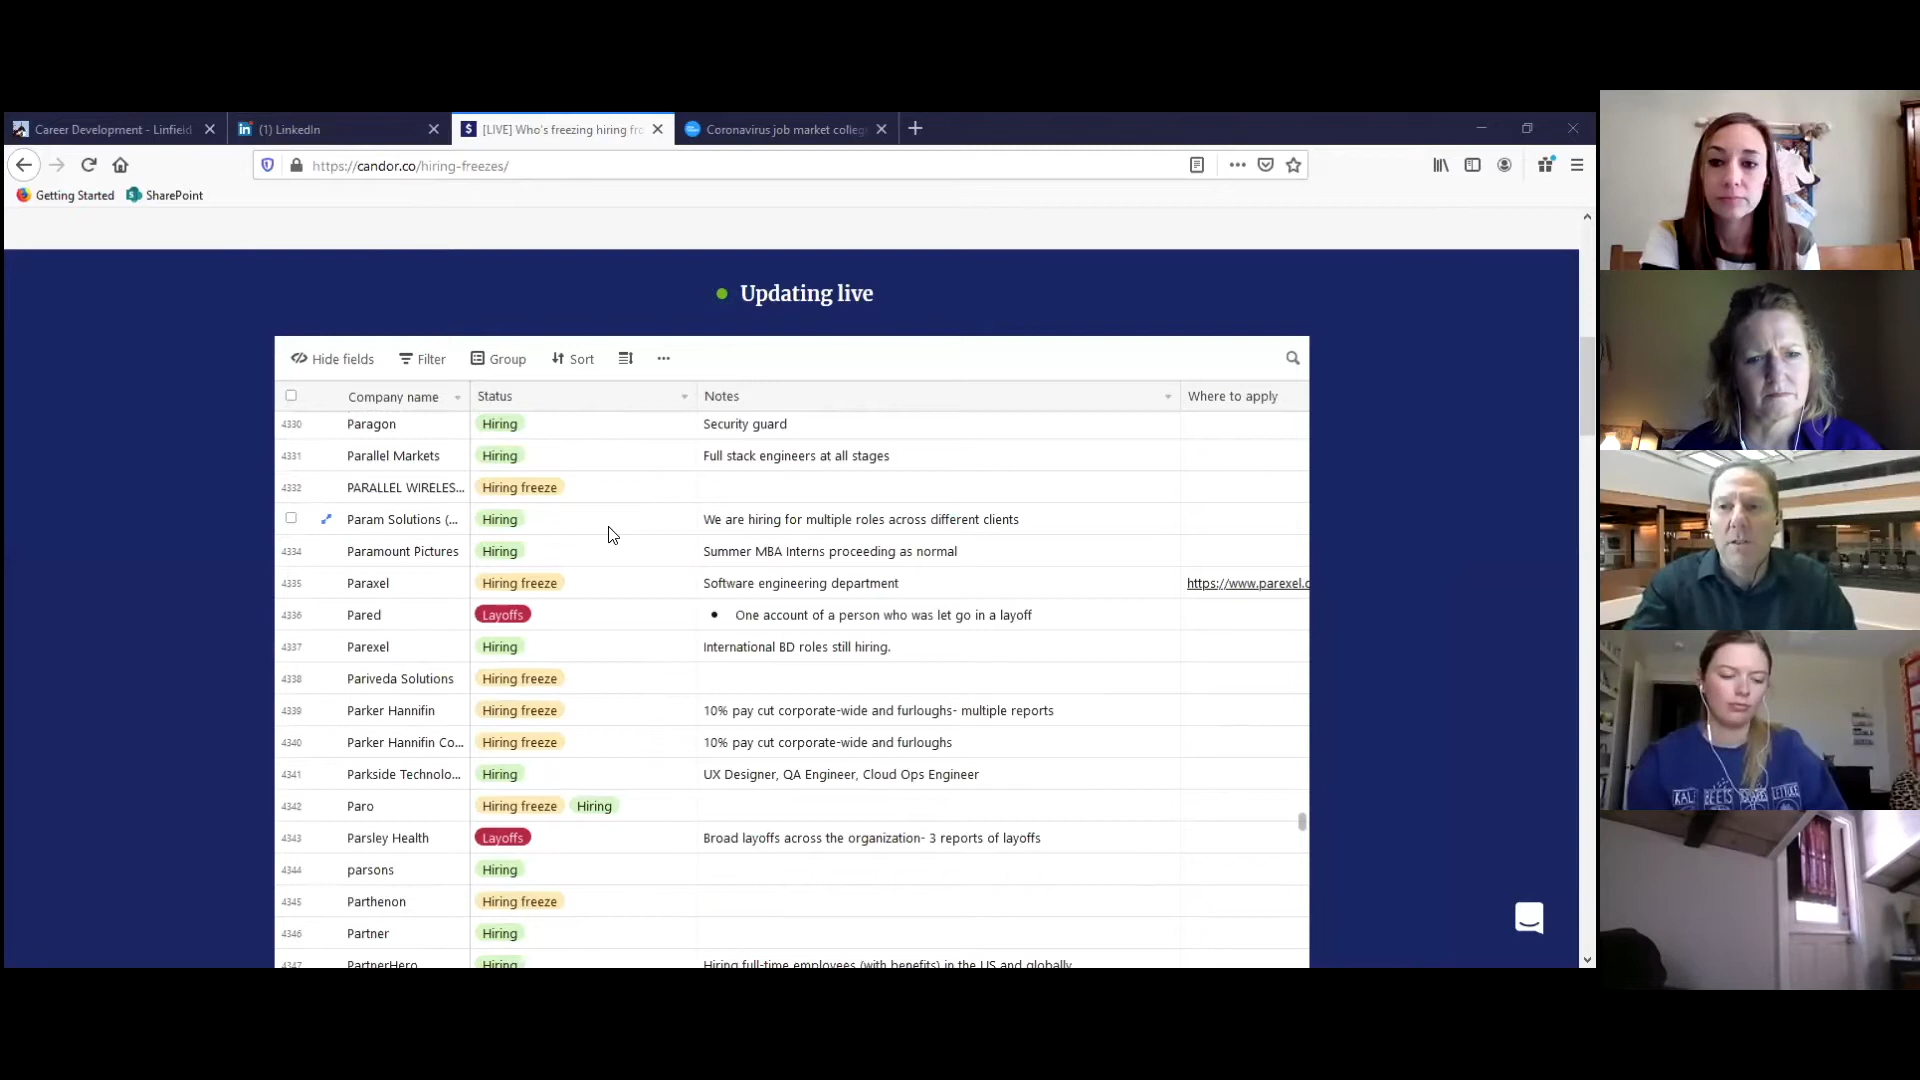 Career Development - Linfield
(1) LinkedIn
[LIVE] Who's freezing hiring fro
Coronavirus job market colleg
https://candor.co/hiring-freezes/
Getting Started
SharePoint
Updating live
Hide fields
Filter
Group
Sort
Company name
Status
Notes
Where to apply
4330 Paragon Hiring Security guard
4331 Parallel Markets Hiring Full stack engineers at all stages
4332 PARALLEL WIRELES... Hiring freeze
Param Solutions (... Hiring We are hiring for multiple roles across different clients
4334 Paramount Pictures Hiring Summer MBA Interns proceeding as normal
4335 Paraxel Hiring freeze Software engineering department https://www.parexel.c
4336 Pared Layoffs • One account of a person who was let go in a layoff
4337 Parexel Hiring International BD roles still hiring.
4338 Pariveda Solutions Hiring freeze
4339 Parker Hannifin Hiring freeze 10% pay cut corporate-wide and furloughs- multiple reports
4340 Parker Hannifin Co... Hiring freeze 10% pay cut corporate-wide and furloughs
4341 Parkside Technolo... Hiring UX Designer, QA Engineer, Cloud Ops Engineer
4342 Paro Hiring freeze Hiring
4343 Parsley Health Layoffs Broad layoffs across the organization- 3 reports of layoffs
4344 parsons Hiring
4345 Parthenon Hiring freeze
4346 Partner Hiring
4347 PartnerHero Hiring Hiring full-time employees (with benefits) in the US and globally
KAL BEETS LETTUCE